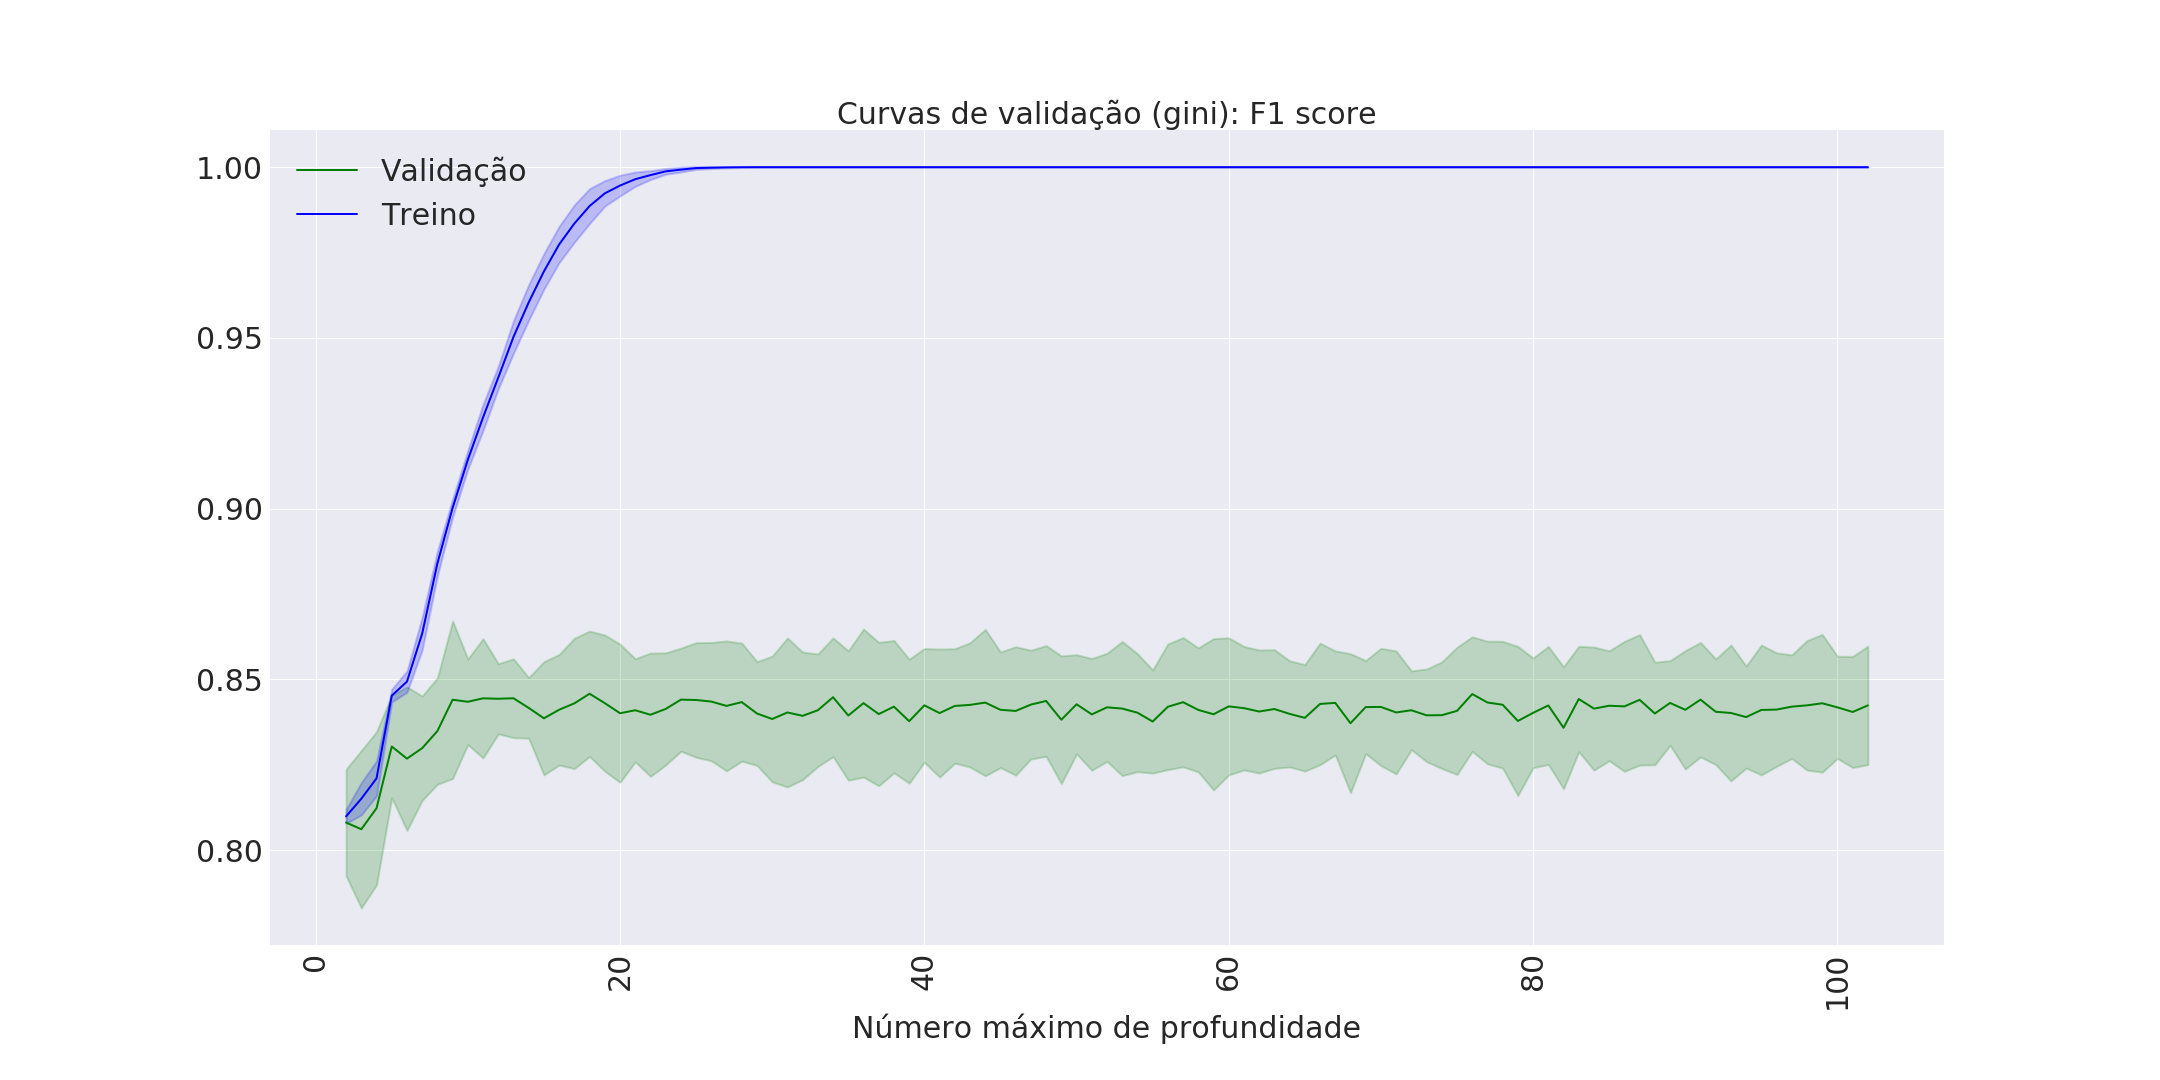 Curvas de validação (gini): F1 score
Validação
Treino
1.00
0.95
0.90
0.85
0.80
0
20
40
60
80
100
Número máximo de profundidade